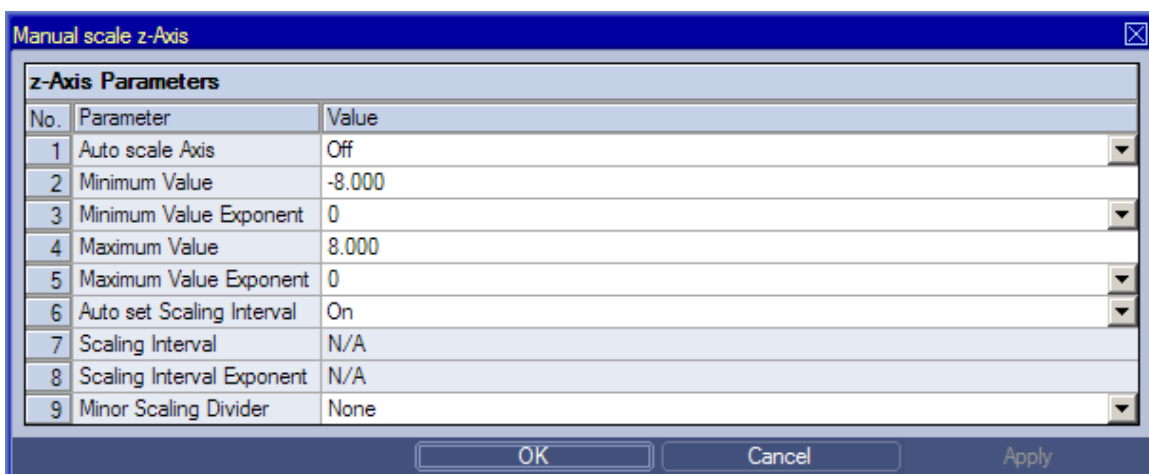 Manual scale z-Axis
z-Axis Parameters
No. Parameter Value
1 Auto scale Axis Off
2 Minimum Value -8.000
3 Minimum Value Exponent 0
4 Maximum Value 8.000
5 Maximum Value Exponent 0
6 Auto set Scaling Interval On
7 Scaling Interval N/A
8 Scaling Interval Exponent N/A
9 Minor Scaling Divider None
OK Cancel Apply